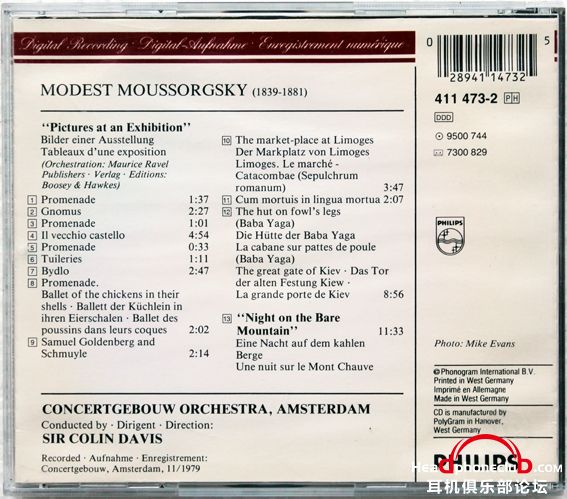 Digital Recording · Digital-Aufnahme · Enregistrement numérique
MODEST MOUSSORGSKY (1839-1881)
"Pictures at an Exhibition"
Bilder einer Ausstellung
Tableaux d'une exposition
(Orchestration: Maurice Ravel
Publishers · Verlag · Editions:
Boosey & Hawkes)
1 Promenade 1:37
2 Gnomus 2:27
3 Promenade 1:01
4 Il vecchio castello 4:54
5 Promenade 0:33
6 Tuileries 1:11
7 Bydlo 2:47
8 Promenade.
Ballet of the chickens in their
shells · Ballett der Küchlein in
ihren Eierschalen · Ballet des
poussins dans leurs coques 2:02
9 Samuel Goldenberg and
Schmuyle 2:14
10 The market-place at Limoges
Der Markplatz von Limoges
Limoges. Le marché -
Catacombae (Sepulchrum
romanum) 3:47
11 Cum mortuis in lingua mortua 2:07
12 The hut on fowl's legs
(Baba Yaga)
Die Hütte der Baba Yaga
La cabane sur pattes de poule
(Baba Yaga)
The great gate of Kiev · Das Tor
der alten Festung Kiew ·
La grande porte de Kiev 8:56
13 "Night on the Bare
Mountain" 11:33
Eine Nacht auf dem kahlen
Berge
Une nuit sur le Mont Chauve
CONCERTGEBOUW ORCHESTRA, AMSTERDAM
Conducted by · Dirigent · Direction:
SIR COLIN DAVIS
Recorded · Aufnahme · Enregistrement:
Concertgebouw, Amsterdam, 11/1979
0 5
28941 14732
411 473-2 PH
DDD
9500 744
7300 829
PHILIPS
Photo: Mike Evans
℗ Phonogram International B.V.
Printed in West Germany
Imprimé en Allemagne
Made in West Germany
CD is manufactured by
PolyGram in Hanover,
West Germany
PHILIPS
耳机俱乐部论坛